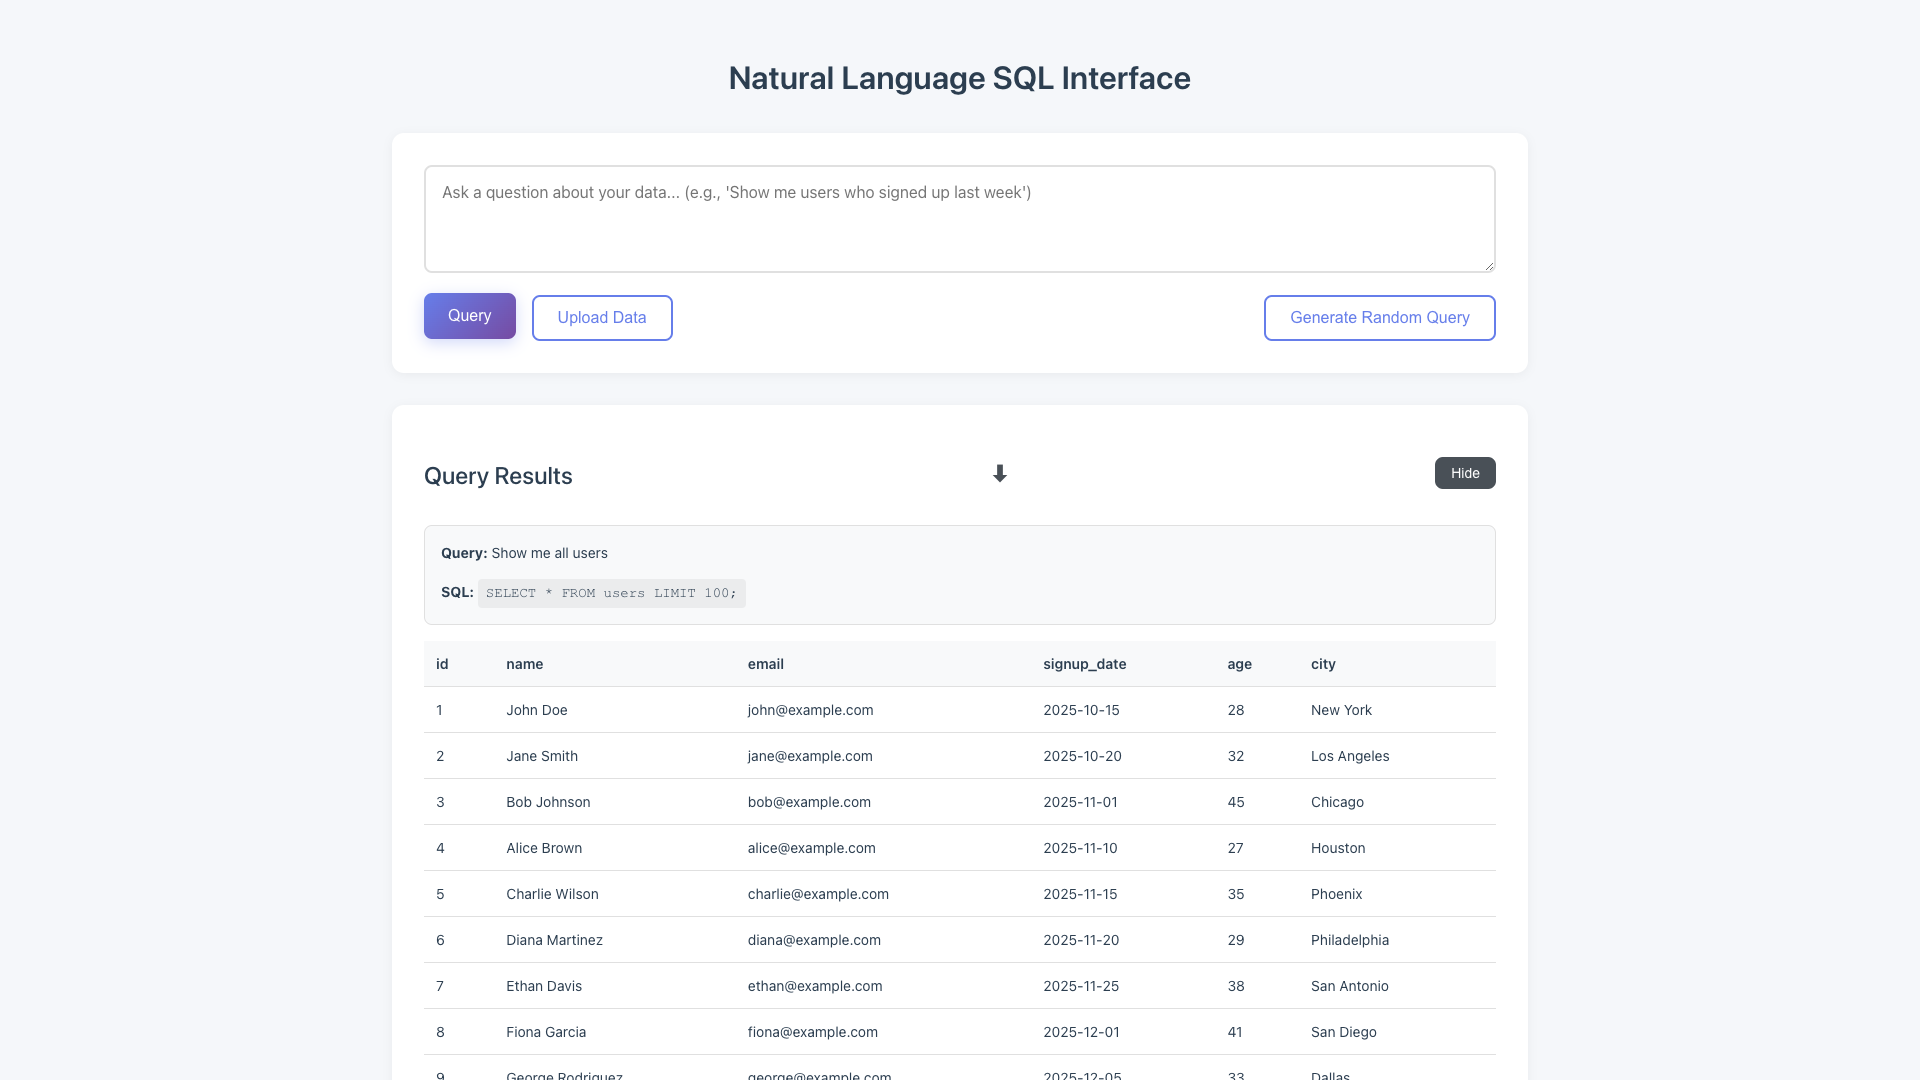 Natural Language SQL Interface
Ask a question about your data... (e.g., 'Show me users who signed up last week')
Query Upload Data Generate Random Query
Query Results ⬇ Hide
Query: Show me all users
SQL: SELECT * FROM users LIMIT 100;
id name email signup_date age city
1 John Doe john@example.com 2025-10-15 28 New York
2 Jane Smith jane@example.com 2025-10-20 32 Los Angeles
3 Bob Johnson bob@example.com 2025-11-01 45 Chicago
4 Alice Brown alice@example.com 2025-11-10 27 Houston
5 Charlie Wilson charlie@example.com 2025-11-15 35 Phoenix
6 Diana Martinez diana@example.com 2025-11-20 29 Philadelphia
7 Ethan Davis ethan@example.com 2025-11-25 38 San Antonio
8 Fiona Garcia fiona@example.com 2025-12-01 41 San Diego
9 George Rodriguez george@example.com 2025-12-05 33 Dallas